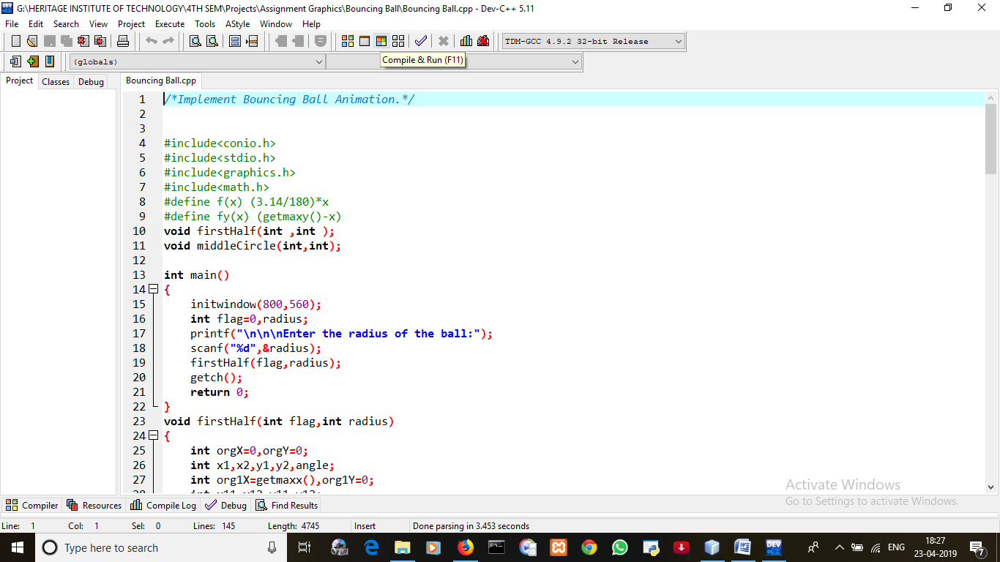 G:\HERITAGE INSTITUTE OF TECHNOLOGY\4TH SEM\Projects\Assignment Graphics\Bouncing Ball\Bouncing Ball.cpp - Dev-C++ 5.11
File Edit Search View Project Execute Tools AStyle Window Help
TDM-GCC 4.9.2 32-bit Release
(globals)
Compile & Run (F11)
Project Classes Debug
Bouncing Ball.cpp
1 /*Implement Bouncing Ball Animation.*/
2
3
4 #include<conio.h>
5 #include<stdio.h>
6 #include<graphics.h>
7 #include<math.h>
8 #define f(x) (3.14/180)*x
9 #define fy(x) (getmaxy()-x)
10 void firstHalf(int ,int );
11 void middleCircle(int,int);
12
13 int main()
14 {
15 initwindow(800,560);
16 int flag=0,radius;
17 printf("\n\n\nEnter the radius of the ball:");
18 scanf("%d",&radius);
19 firstHalf(flag,radius);
20 getch();
21 return 0;
22 }
23 void firstHalf(int flag,int radius)
24 {
25 int orgX=0,orgY=0;
26 int x1,x2,y1,y2,angle;
27 int org1X=getmaxx(),org1Y=0;
Activate Windows
Go to Settings to activate Windows.
Compiler Resources Compile Log Debug Find Results
Line: 1 Col: 1 Sel: 0 Lines: 145 Length: 4745 Insert Done parsing in 3.453 seconds
Type here to search
DEV
ENG
18:27
23-04-2019
7